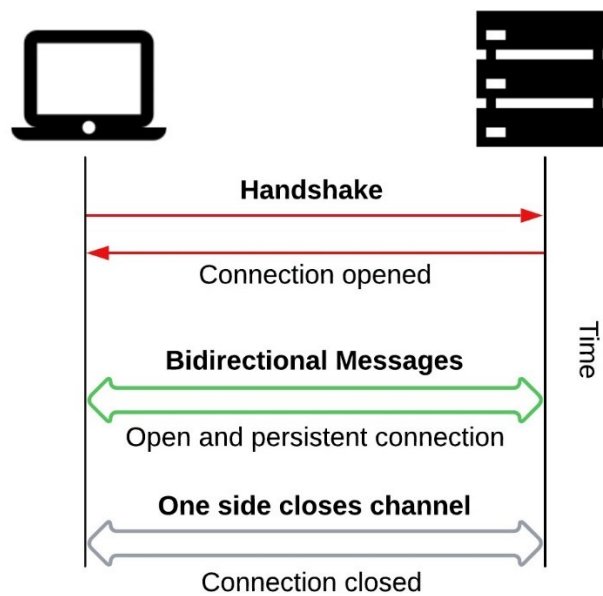 Handshake
Connection opened
Time
Bidirectional Messages
Open and persistent connection
One side closes channel
Connection closed